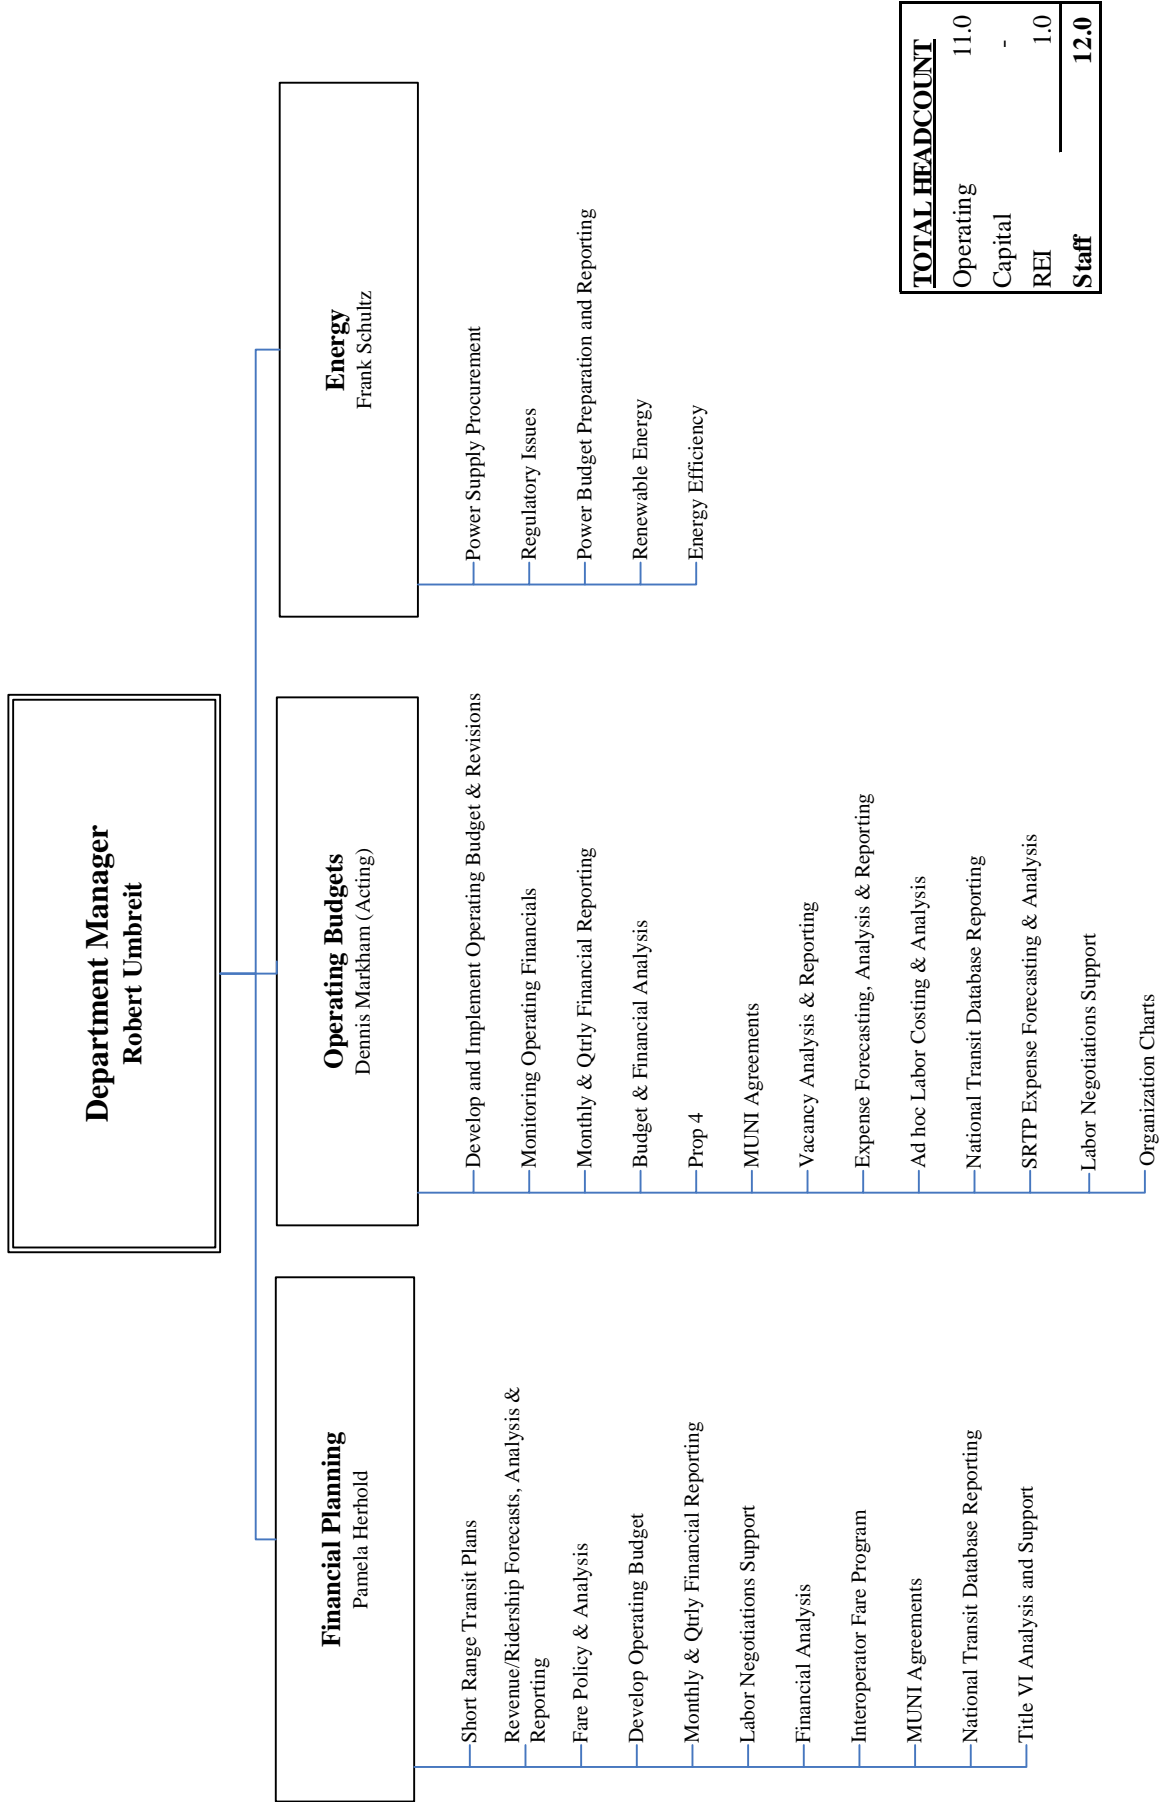 Department Manager
Robert Umbreit
Financial Planning
Pamela Herhold
Short Range Transit Plans
Revenue/Ridership Forecasts, Analysis &
Reporting
Fare Policy & Analysis
Develop Operating Budget
Monthly & Qtrly Financial Reporting
Labor Negotiations Support
Financial Analysis
Interoperator Fare Program
MUNI Agreements
National Transit Database Reporting
Title VI Analysis and Support
Operating Budgets
Dennis Markham (Acting)
Develop and Implement Operating Budget & Revisions
Monitoring Operating Financials
Monthly & Qtrly Financial Reporting
Budget & Financial Analysis
Prop 4
MUNI Agreements
Vacancy Analysis & Reporting
Expense Forecasting, Analysis & Reporting
Ad hoc Labor Costing & Analysis
National Transit Database Reporting
SRTP Expense Forecasting & Analysis
Labor Negotiations Support
Organization Charts
Energy
Frank Schultz
Power Supply Procurement
Regulatory Issues
Power Budget Preparation and Reporting
Renewable Energy
Energy Efficiency
TOTAL HEADCOUNT
Operating 11.0
Capital -
REI 1.0
Staff 12.0